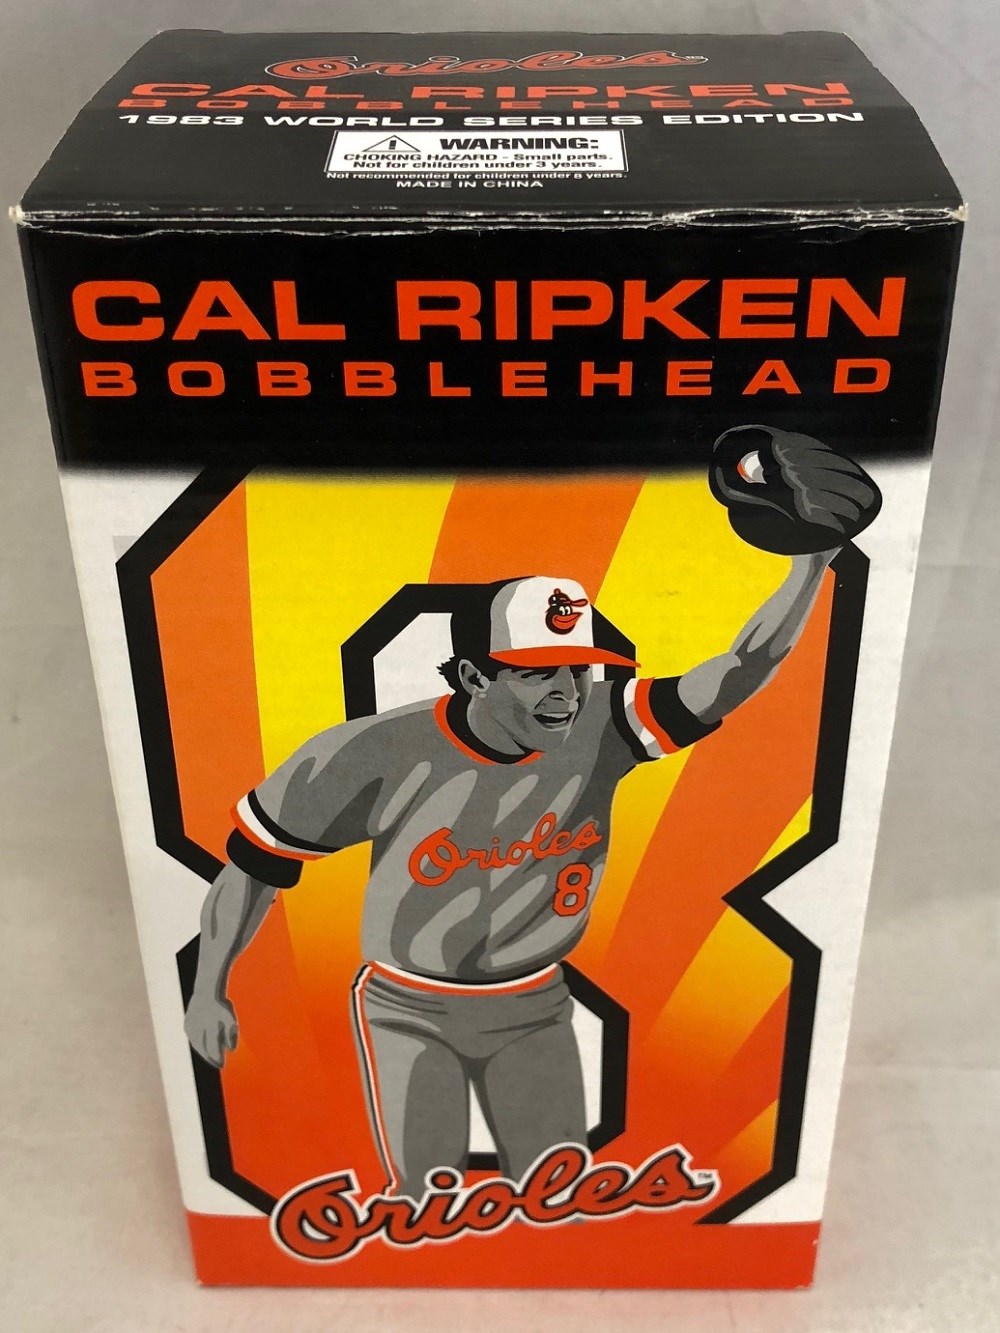 Orioles
CAL RIPKEN
BOBBLEHEAD
1983 WORLD SERIES EDITION
WARNING:
CHOKING HAZARD - Small parts.
Not for children under 3 years.
Not recommended for children under 8 years.
MADE IN CHINA
CAL RIPKEN
BOBBLEHEAD
Orioles
8
Orioles™